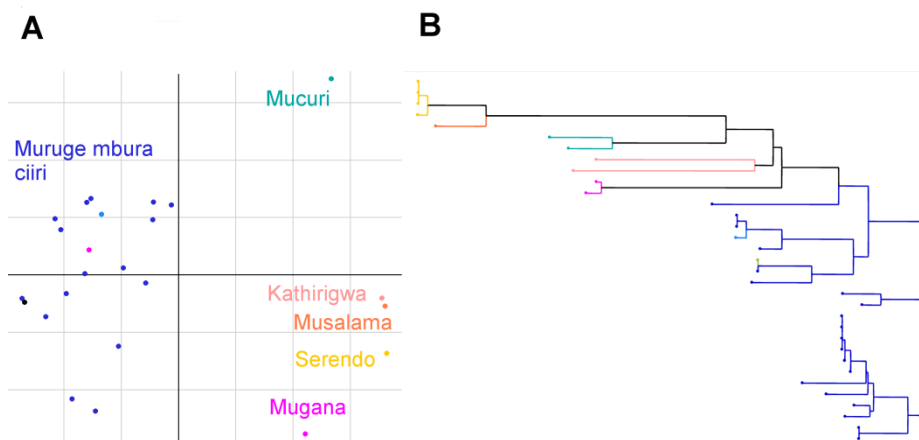 A
B
Mucuri
Muruge mbura
ciiri
Kathirigwa
Musalama
Serendo
Mugana